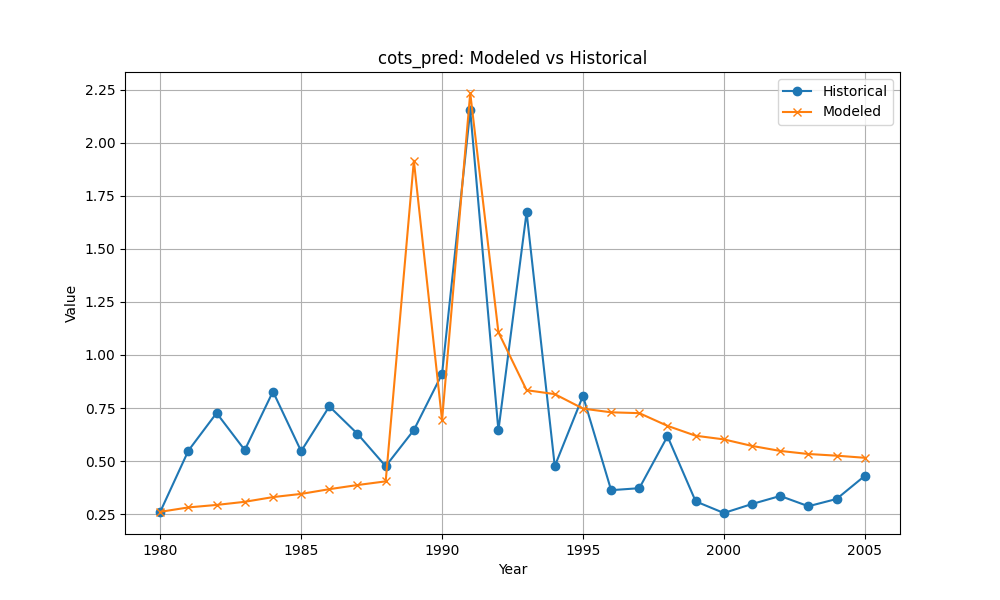 cots_pred: Modeled vs Historical
Historical
Modeled
Value
2.25
2.00
1.75
1.50
1.25
1.00
0.75
0.50
0.25
1980 1985 1990 1995 2000 2005
Year